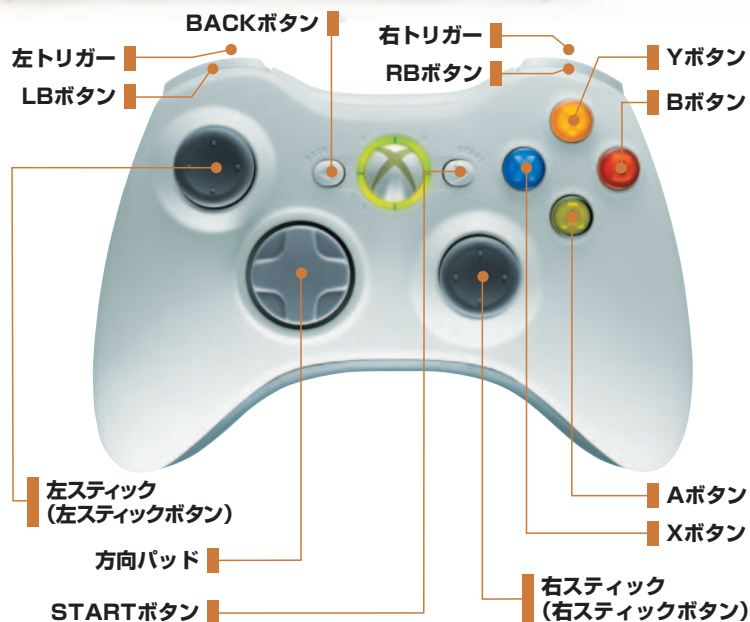 BACKボタン
左トリガー
LBボタン
右トリガー
RBボタン
Yボタン
Bボタン
BACK
START
左スティック
（左スティックボタン）
方向パッド
STARTボタン
Aボタン
Xボタン
右スティック
（右スティックボタン）